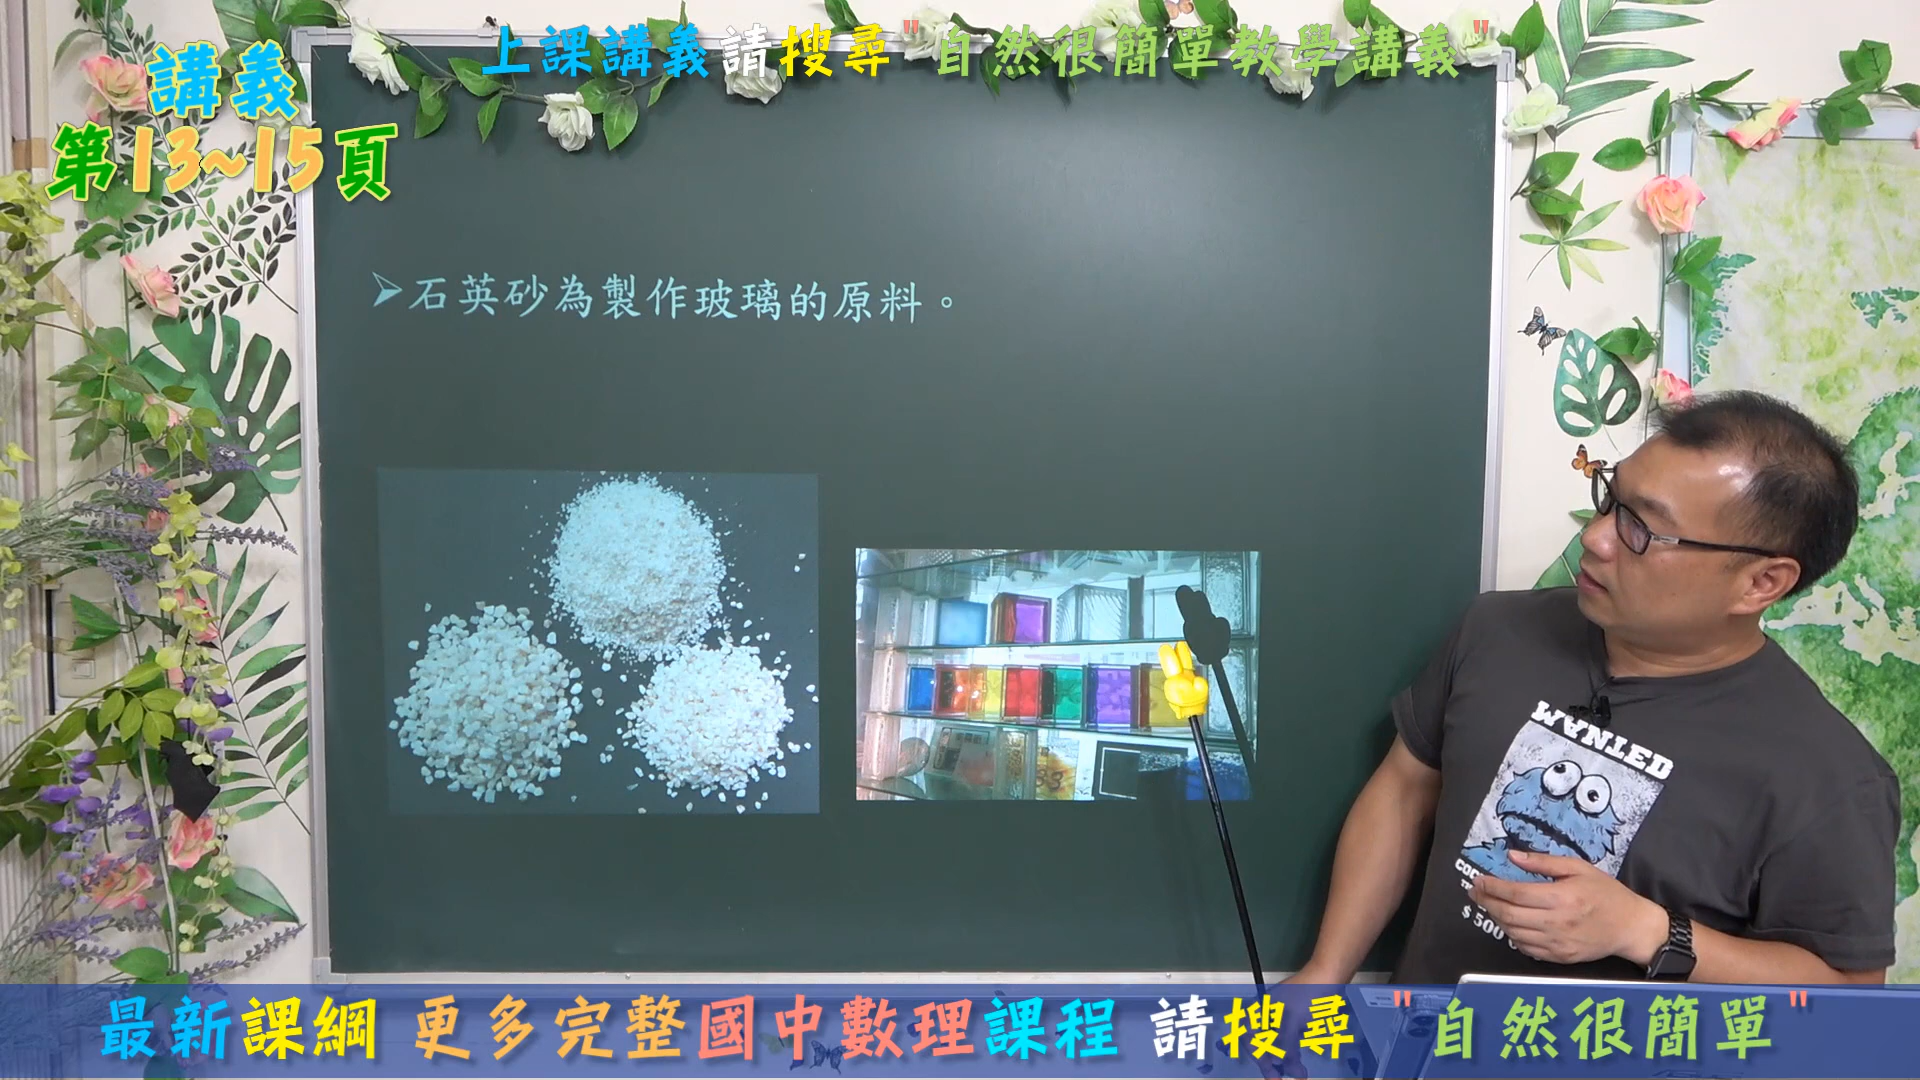 上課講義請搜尋"自然很簡單教學講義"
講義
第13~15頁
➢石英砂為製作玻璃的原料。
WANTED
$500
最新課綱 更多完整國中數理課程 請搜尋"自然很簡單"